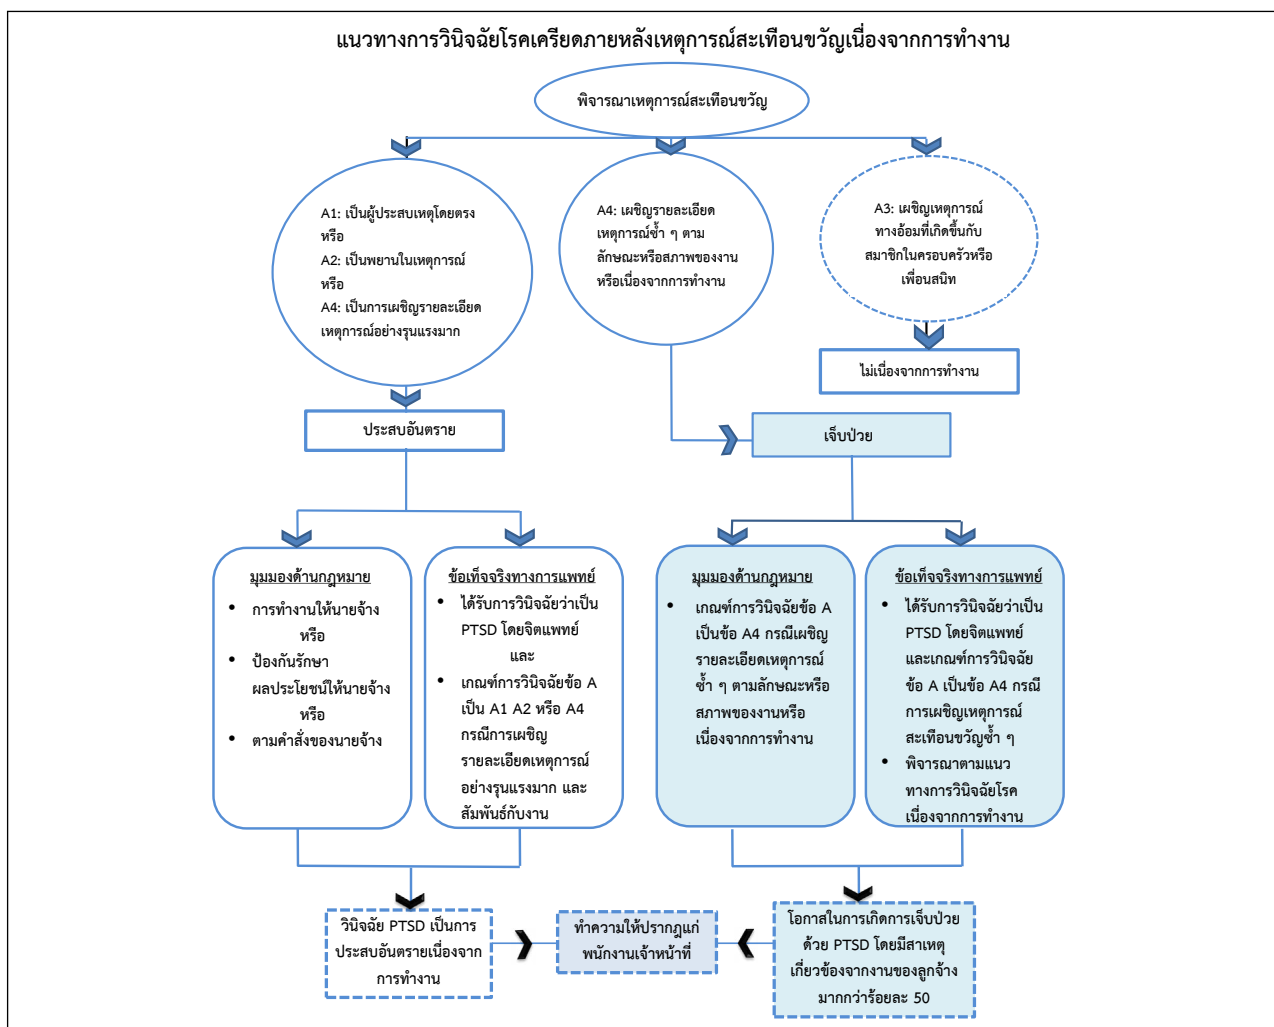 แนวทางการวินิจฉัยโรคเครียดภายหลังเหตุการณ์สะเทือนขวัญเนื่องจากการทำงาน
พิจารณาเหตุการณ์สะเทือนขวัญ
A1: เป็นผู้ประสบเหตุโดยตรง
หรือ
A2: เป็นพยานในเหตุการณ์
หรือ
A4: เป็นการเผชิญรายละเอียด
เหตุการณ์อย่างรุนแรงมาก
A4: เผชิญรายละเอียด
เหตุการณ์ซ้ำ ๆ ตาม
ลักษณะหรือสภาพของงาน
หรือเนื่องจากการทำงาน
A3: เผชิญเหตุการณ์
ทางอ้อมที่เกิดขึ้นกับ
สมาชิกในครอบครัวหรือ
เพื่อนสนิท
ไม่เนื่องจากการทำงาน
ประสบอันตราย
เจ็บป่วย
มุมมองด้านกฎหมาย
• การทำงานให้นายจ้าง
หรือ
• ป้องกันรักษา
ผลประโยชน์ให้นายจ้าง
หรือ
• ตามคำสั่งของนายจ้าง
ข้อเท็จจริงทางการแพทย์
• ได้รับการวินิจฉัยว่าเป็น
PTSD โดยจิตแพทย์
และ
• เกณฑ์การวินิจฉัยข้อ A
เป็น A1 A2 หรือ A4
กรณีการเผชิญ
รายละเอียดเหตุการณ์
อย่างรุนแรงมาก และ
สัมพันธ์กับงาน
มุมมองด้านกฎหมาย
• เกณฑ์การวินิจฉัยข้อ A
เป็นข้อ A4 กรณีเผชิญ
รายละเอียดเหตุการณ์
ซ้ำ ๆ ตามลักษณะหรือ
สภาพของงานหรือ
เนื่องจากการทำงาน
ข้อเท็จจริงทางการแพทย์
• ได้รับการวินิจฉัยว่าเป็น
PTSD โดยจิตแพทย์
และเกณฑ์การวินิจฉัย
ข้อ A เป็นข้อ A4 กรณี
การเผชิญเหตุการณ์
สะเทือนขวัญซ้ำ ๆ
• พิจารณาตามแนว
ทางการวินิจฉัยโรค
เนื่องจากการทำงาน
วินิจฉัย PTSD เป็นการ
ประสบอันตรายเนื่องจาก
การทำงาน
ทำความให้ปรากฎแก่
พนักงานเจ้าหน้าที่
โอกาสในการเกิดการเจ็บป่วย
ด้วย PTSD โดยมีสาเหตุ
เกี่ยวข้องจากงานของลูกจ้าง
มากกว่าร้อยละ 50